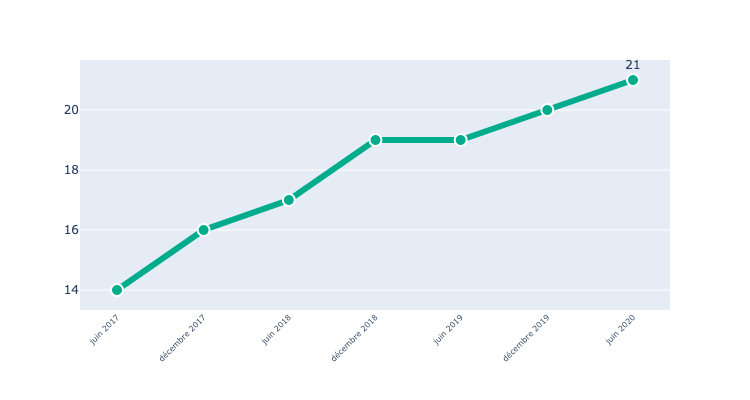 21
20
18
16
14
juin 2017
décembre 2017
juin 2018
décembre 2018
juin 2019
décembre 2019
juin 2020